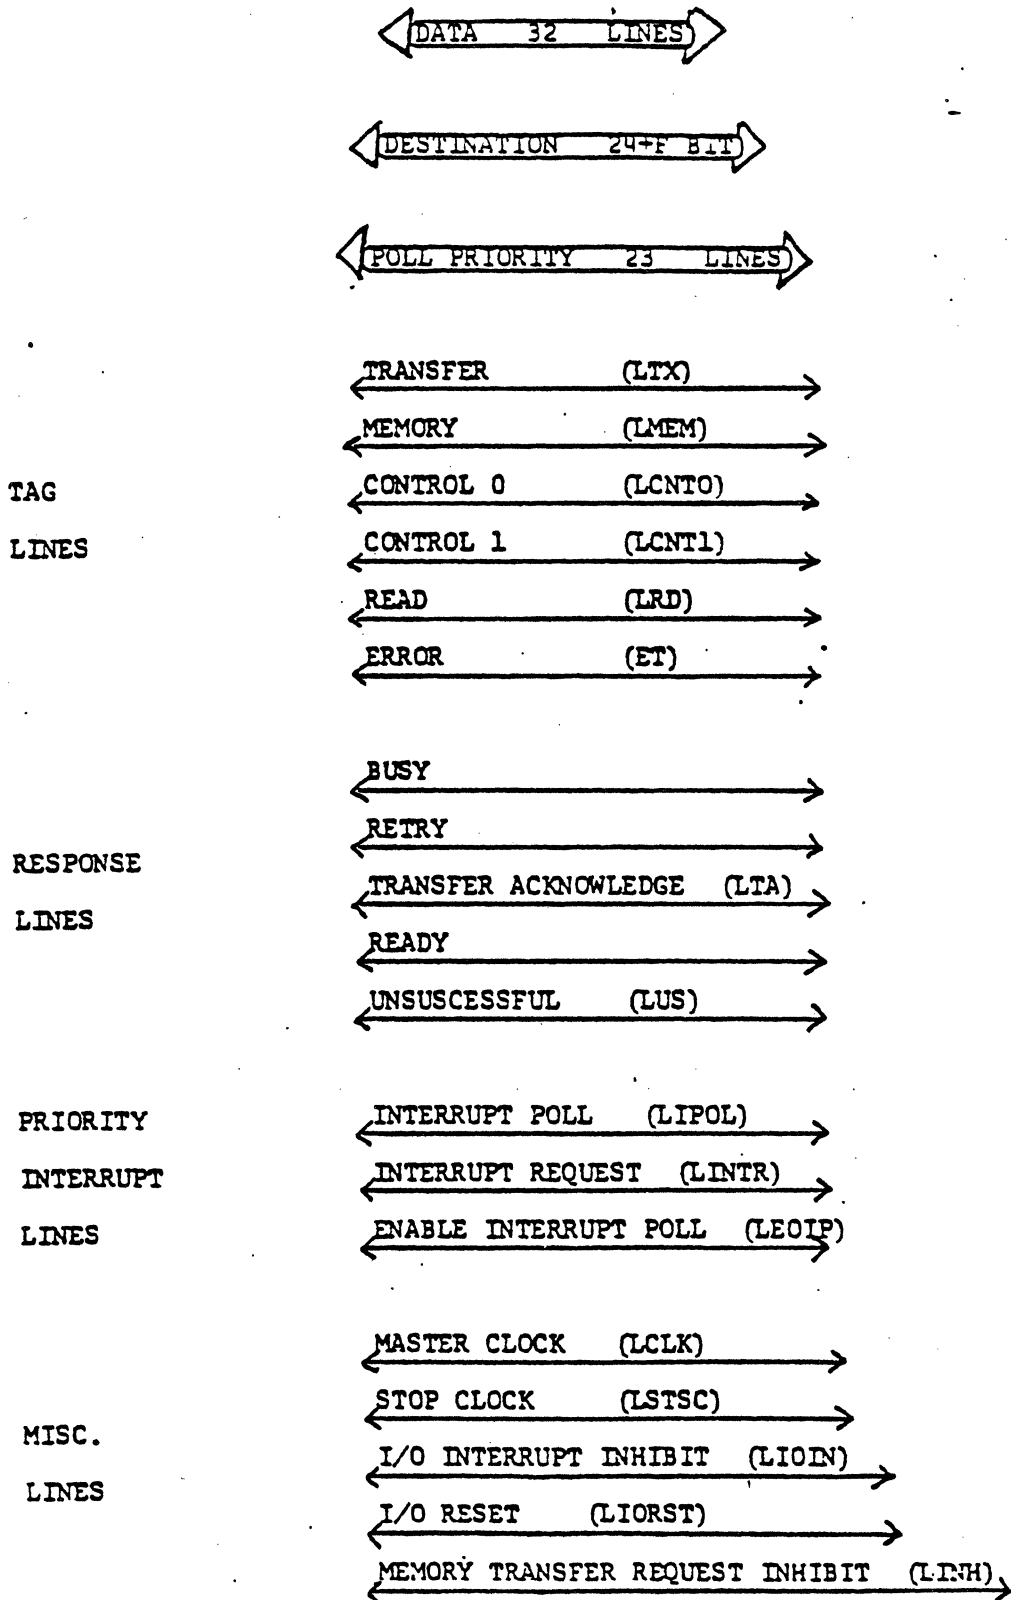 DATA 32 LINES
DESTINATION 24+F BIT
POLL PRIORITY 23 LINES
TRANSFER (LTX)
MEMORY (LMEM)
TAG
LINES
CONTROL 0 (LCNTO)
CONTROL 1 (LCNT1)
READ (LRD)
ERROR (ET)
BUSY
RETRY
RESPONSE
LINES
TRANSFER ACKNOWLEDGE (LTA)
READY
UNSUSCESSFUL (LUS)
PRIORITY
INTERRUPT
LINES
INTERRUPT POLL (LIPOL)
INTERRUPT REQUEST (LINTR)
ENABLE INTERRUPT POLL (LEOIP)
MASTER CLOCK (LCLK)
STOP CLOCK (LSTSC)
MISC.
LINES
I/O INTERRUPT INHIBIT (LIOIN)
I/O RESET (LIORST)
MEMORY TRANSFER REQUEST INHIBIT (LINH)